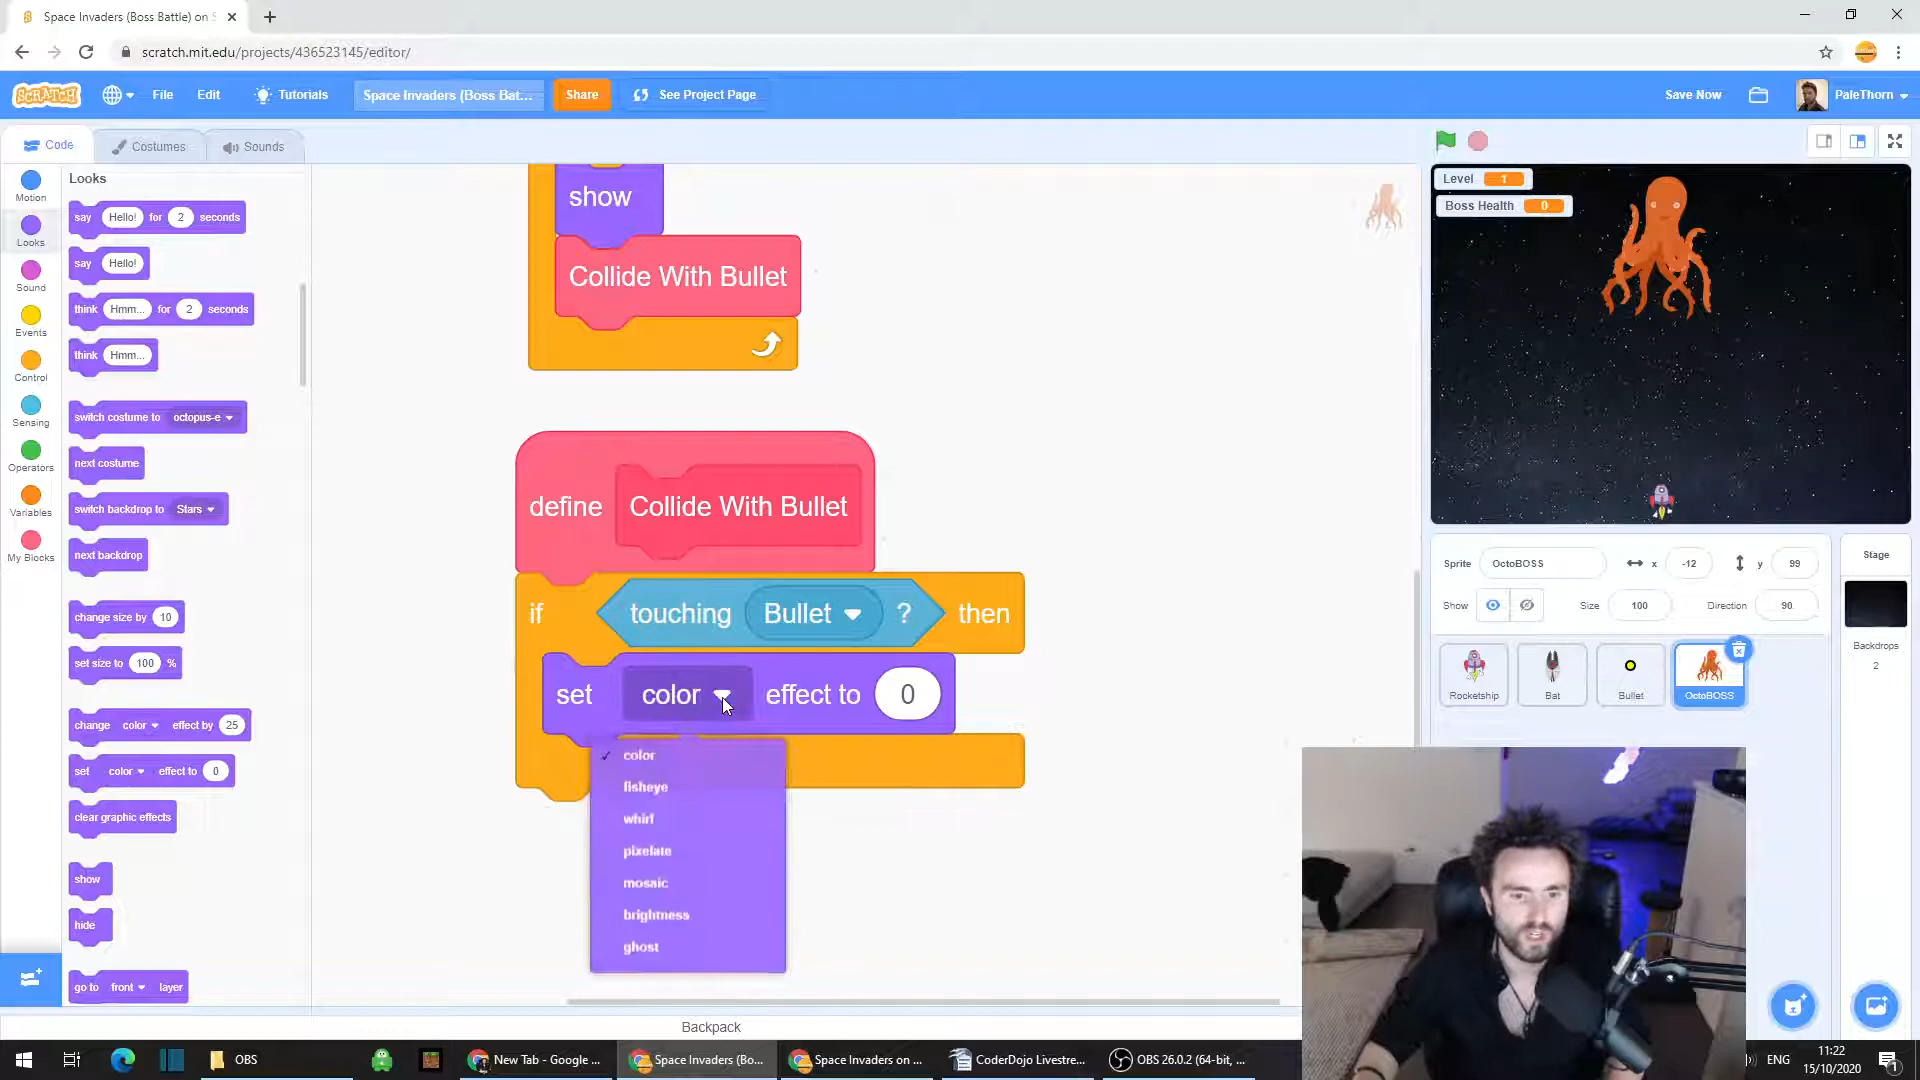 Space Invaders (Boss Battle) on S
scratch.mit.edu/projects/436523145/editor/
SCRATCH
File
Edit
Tutorials
Space Invaders (Boss Bat...
Share
See Project Page
Save Now
PaleThorn
Code
Costumes
Sounds
Motion
Looks
Sound
Events
Control
Sensing
Operators
Variables
My Blocks
Looks
say Hello! for 2 seconds
say Hello!
think Hmm... for 2 seconds
think Hmm...
switch costume to octopus-e
next costume
switch backdrop to Stars
next backdrop
change size by 10
set size to 100 %
change color effect by 25
set color effect to 0
clear graphic effects
show
hide
go to front layer
show
Collide With Bullet
define Collide With Bullet
if touching Bullet ? then
set color effect to 0
color
fisheye
whirl
pixelate
mosaic
brightness
ghost
Backpack
Level 1
Boss Health 0
Sprite OctoBOSS x -12 y 99
Show Size 100 Direction 90
Rocketship
Bat
Bullet
OctoBOSS
Stage
Backdrops
2
OBS
New Tab - Google ...
Space Invaders (Bo...
Space Invaders on ...
CoderDojo Livestre...
OBS 26.0.2 (64-bit, ...
ENG
11:22
15/10/2020
1